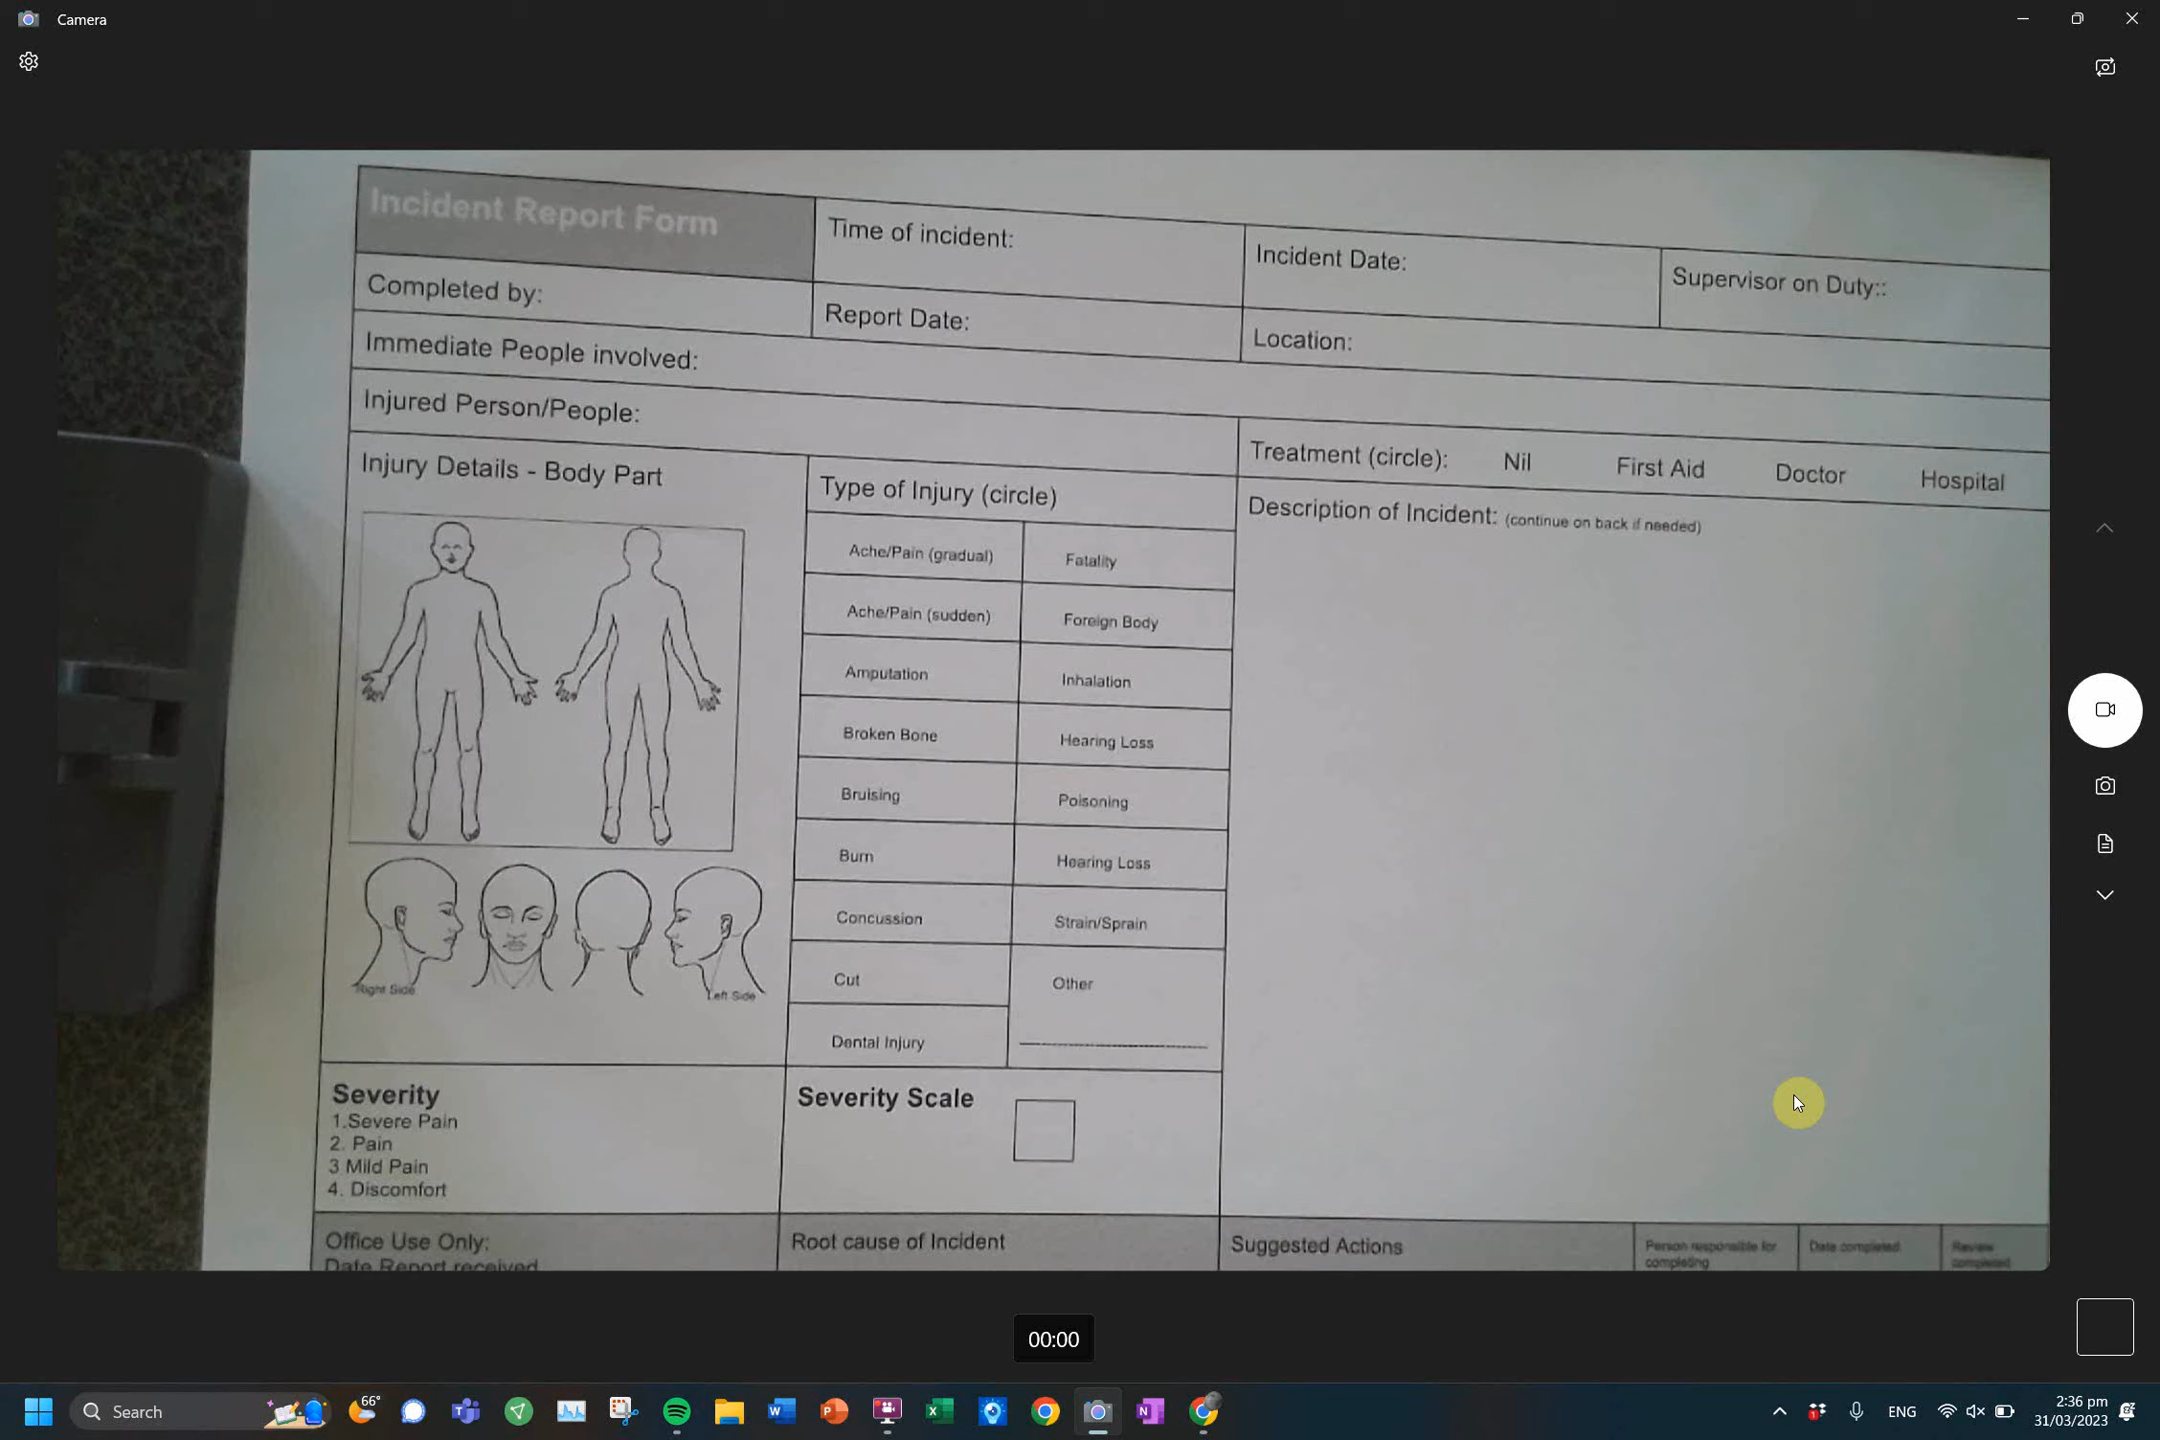 Camera
Incident Report Form
Time of incident:
Incident Date:
Supervisor on Duty::
Completed by:
Report Date:
Location:
Immediate People involved:
Injured Person/People:
Treatment (circle): Nil First Aid Doctor Hospital
Injury Details - Body Part
Type of Injury (circle)
Description of Incident: (continue on back if needed)
Ache/Pain (gradual)
Fatality
Ache/Pain (sudden)
Foreign Body
Amputation
Inhalation
Broken Bone
Hearing Loss
Bruising
Poisoning
Burn
Hearing Loss
Concussion
Strain/Sprain
Cut
Other
Dental Injury
Right Side
Left Side
Severity
1.Severe Pain
2. Pain
3 Mild Pain
4. Discomfort
Severity Scale
Office Use Only:
Date Report received
Root cause of Incident
Suggested Actions
Person responsible for
completing
Date completed
Review
completed
00:00
Search
66°
1
ENG
2:36 pm
31/03/2023